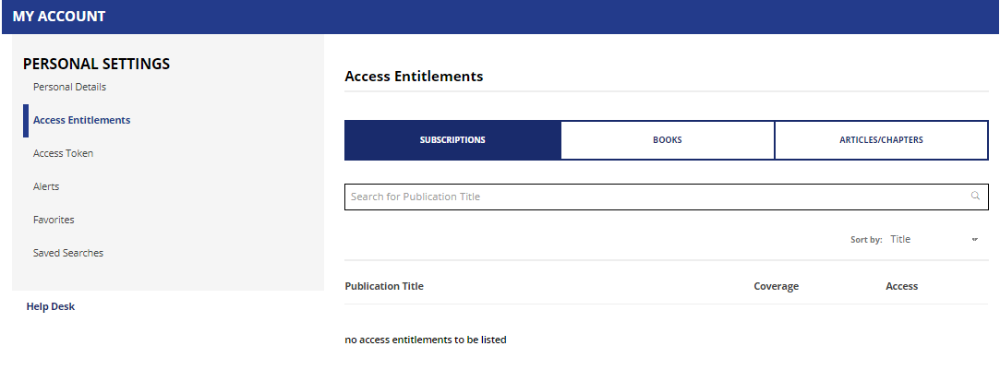 MY ACCOUNT
PERSONAL SETTINGS
Personal Details
Access Entitlements
Access Token
Alerts
Favorites
Saved Searches
Help Desk
Access Entitlements
SUBSCRIPTIONS BOOKS ARTICLES/CHAPTERS
Search for Publication Title
Sort by: Title
Publication Title Coverage Access
no access entitlements to be listed